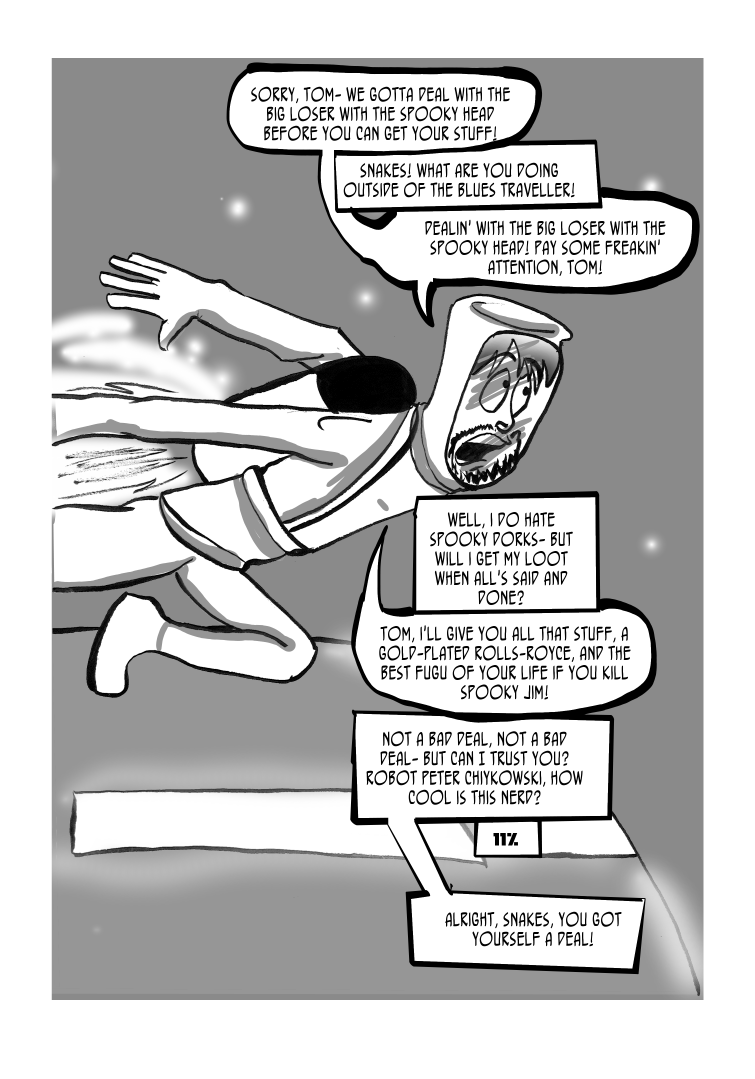 SORRY, TOM- WE GOTTA DEAL WITH THE
BIG LOSER WITH THE SPOOKY HEAD
BEFORE YOU CAN GET YOUR STUFF!
SNAKES! WHAT ARE YOU DOING
OUTSIDE OF THE BLUES TRAVELLER!
DEALIN' WITH THE BIG LOSER WITH THE
SPOOKY HEAD! PAY SOME FREAKIN'
ATTENTION, TOM!
WELL, I DO HATE
SPOOKY DORKS- BUT
WILL I GET MY LOOT
WHEN ALL'S SAID AND
DONE?
TOM, I'LL GIVE YOU ALL THAT STUFF, A
GOLD-PLATED ROLLS-ROYCE, AND THE
BEST FUGU OF YOUR LIFE IF YOU KILL
SPOOKY JIM!
NOT A BAD DEAL, NOT A BAD
DEAL- BUT CAN I TRUST YOU?
ROBOT PETER CHIYKOWSKI, HOW
COOL IS THIS NERD?
11%
ALRIGHT, SNAKES, YOU GOT
YOURSELF A DEAL!